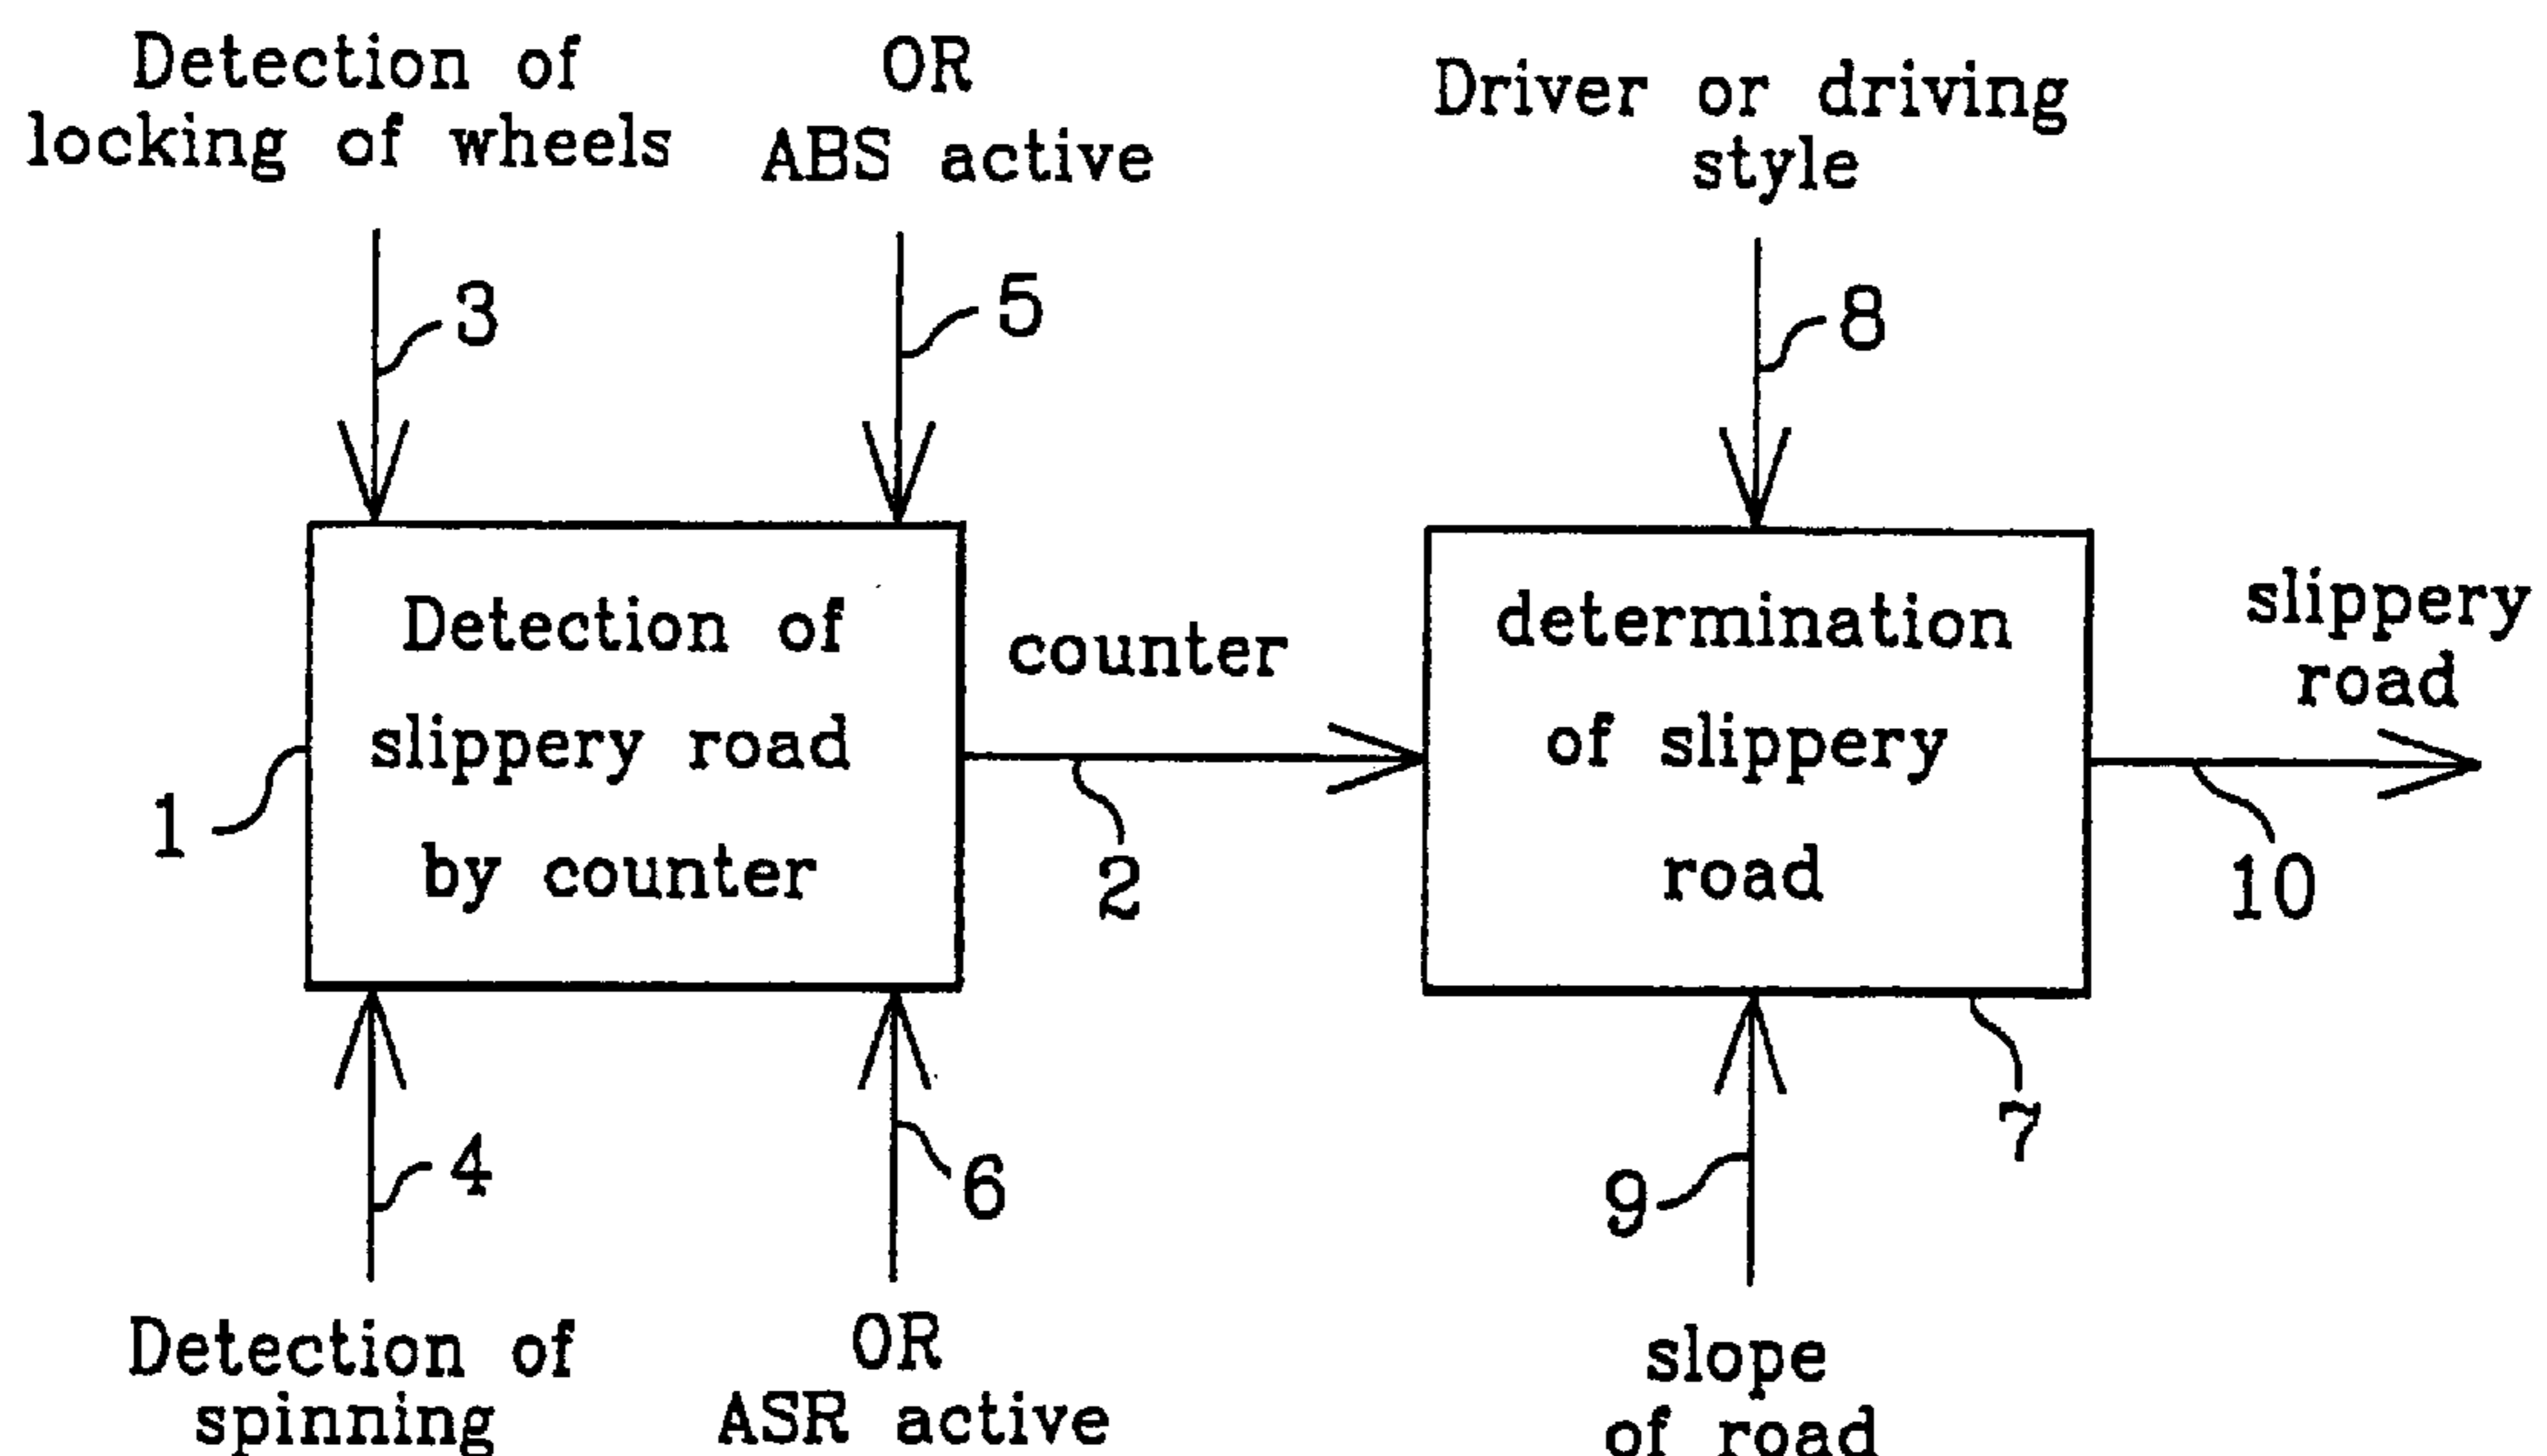 Detection of
locking of wheels
OR
ABS active
Driver or driving
style
3
5
8
Detection of
slippery road
by counter
1
counter
2
determination
of slippery
road
slippery
road
10
4
6
9
7
Detection of
spinning
OR
ASR active
slope
of road